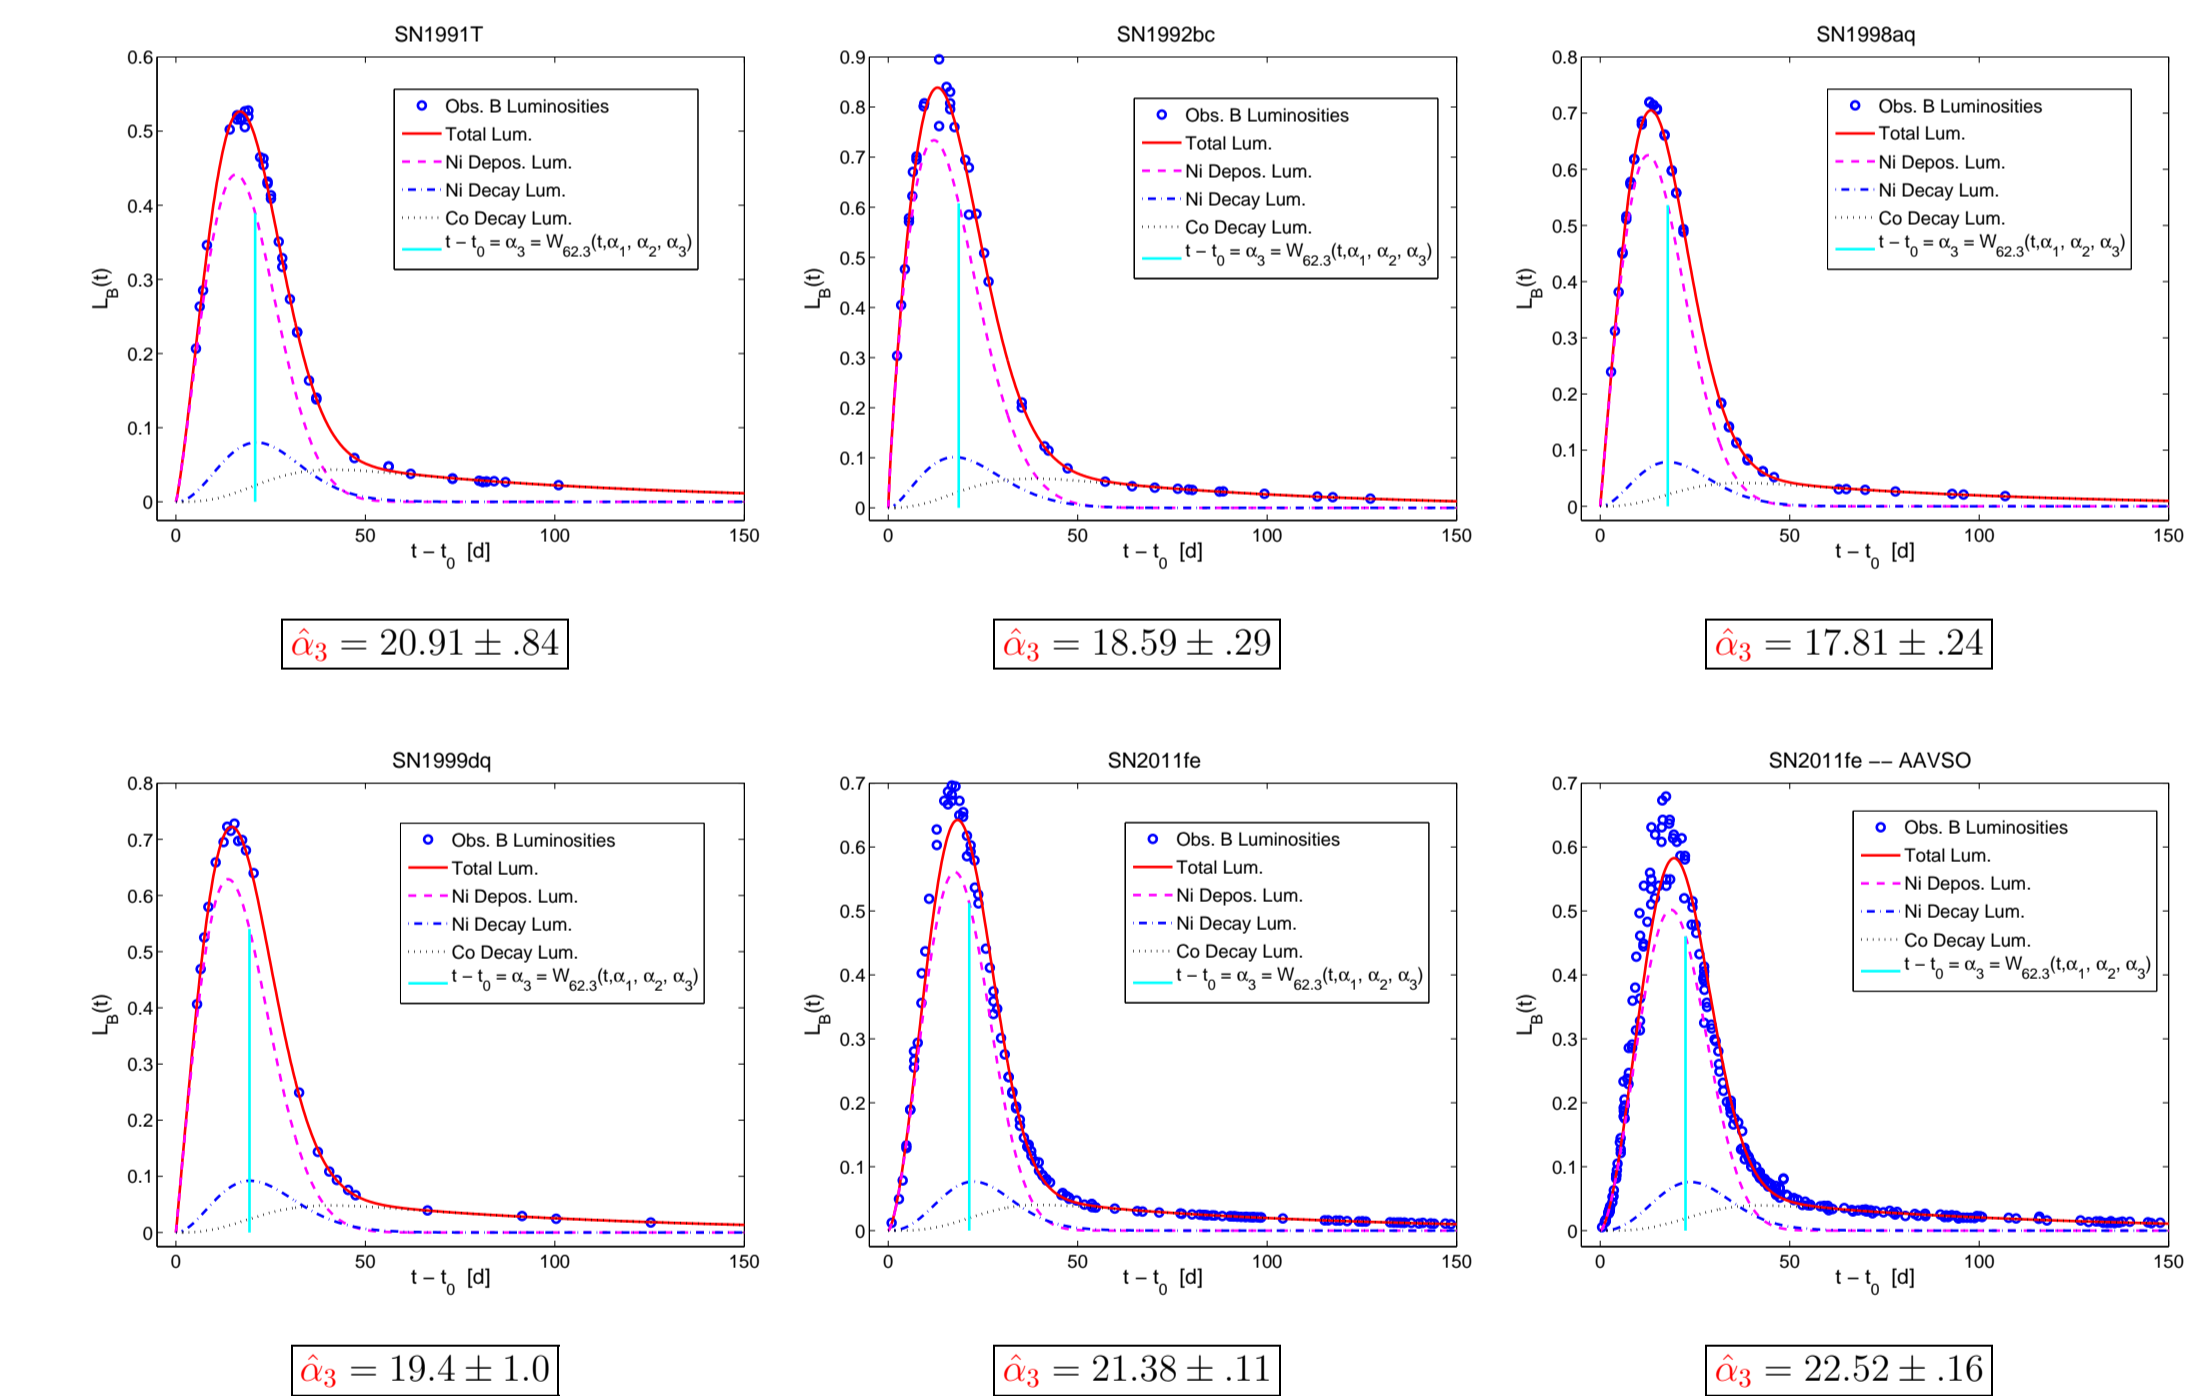 SN1991T
0.6
0.5
0.4
0.3
0.2
0.1
0
L_B(t)
Obs. B Luminosities
Total Lum.
Ni Depos. Lum.
Ni Decay Lum.
Co Decay Lum.
t − t_0 = α_3 = W_62.3(t,α_1, α_2, α_3)
0 50 100 150
t − t_0 [d]
α̂_3 = 20.91 ± .84
SN1992bc
0.9
0.8
0.7
0.6
0.5
0.4
0.3
0.2
0.1
0
L_B(t)
Obs. B Luminosities
Total Lum.
Ni Depos. Lum.
Ni Decay Lum.
Co Decay Lum.
t − t_0 = α_3 = W_62.3(t,α_1, α_2, α_3)
0 50 100 150
t − t_0 [d]
α̂_3 = 18.59 ± .29
SN1998aq
0.8
0.7
0.6
0.5
0.4
0.3
0.2
0.1
0
L_B(t)
Obs. B Luminosities
Total Lum.
Ni Depos. Lum.
Ni Decay Lum.
Co Decay Lum.
t − t_0 = α_3 = W_62.3(t,α_1, α_2, α_3)
0 50 100 150
t − t_0 [d]
α̂_3 = 17.81 ± .24
SN1999dq
0.8
0.7
0.6
0.5
0.4
0.3
0.2
0.1
0
L_B(t)
Obs. B Luminosities
Total Lum.
Ni Depos. Lum.
Ni Decay Lum.
Co Decay Lum.
t − t_0 = α_3 = W_62.3(t,α_1, α_2, α_3)
0 50 100 150
t − t_0 [d]
α̂_3 = 19.4 ± 1.0
SN2011fe
0.7
0.6
0.5
0.4
0.3
0.2
0.1
0
L_B(t)
Obs. B Luminosities
Total Lum.
Ni Depos. Lum.
Ni Decay Lum.
Co Decay Lum.
t − t_0 = α_3 = W_62.3(t,α_1, α_2, α_3)
0 50 100 150
t − t_0 [d]
α̂_3 = 21.38 ± .11
SN2011fe −− AAVSO
0.7
0.6
0.5
0.4
0.3
0.2
0.1
0
L_B(t)
Obs. B Luminosities
Total Lum.
Ni Depos. Lum.
Ni Decay Lum.
Co Decay Lum.
t − t_0 = α_3 = W_62.3(t,α_1, α_2, α_3)
0 50 100 150
t − t_0 [d]
α̂_3 = 22.52 ± .16